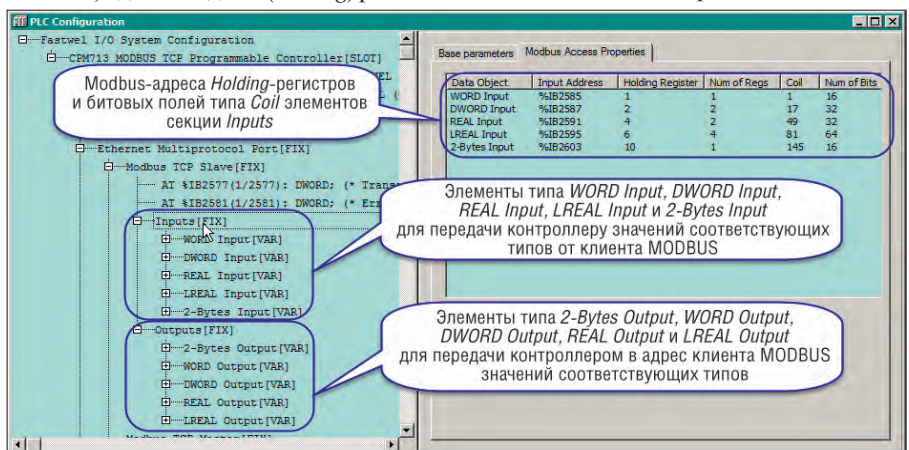 PLC Configuration
Fastwel I/O System Configuration
CPM713 MODBUS TCP Programmable Controller[SLOT]
Modbus-адреса Holding-регистров
и битовых полей типа Coil элементов
секции Inputs
Ethernet Multiprotocol Port[FIX]
Modbus TCP Slave[FIX]
AT %IB2577(1/2577): DWORD; (*
AT %IB2581(1/2581): DWORD; (*
Inputs[FIX]
WORD Input[VAR]
DWORD Input[VAR]
REAL Input[VAR]
LREAL Input[VAR]
2-Bytes Input[VAR]
Outputs[FIX]
2-Bytes Output[VAR]
WORD Output[VAR]
DWORD Output[VAR]
REAL Output[VAR]
LREAL Output[VAR]
Base parameters Modbus Access Properties
Data Object Input Address Holding Register Num of Regs Coil Num of Bits
WORD Input %IB2585 1 1 1 16
DWORD Input %IB2587 2 2 17 32
REAL Input %IB2591 4 2 49 32
LREAL Input %IB2595 6 4 81 64
2-Bytes Input %IB2603 10 1 145 16
Элементы типа WORD Input, DWORD Input,
REAL Input, LREAL Input и 2-Bytes Input
для передачи контроллеру значений соответствующих
типов от клиента MODBUS
Элементы типа 2-Bytes Output, WORD Output,
DWORD Output, REAL Output и LREAL Output
для передачи контроллером в адрес клиента MODBUS
значений соответствующих типов